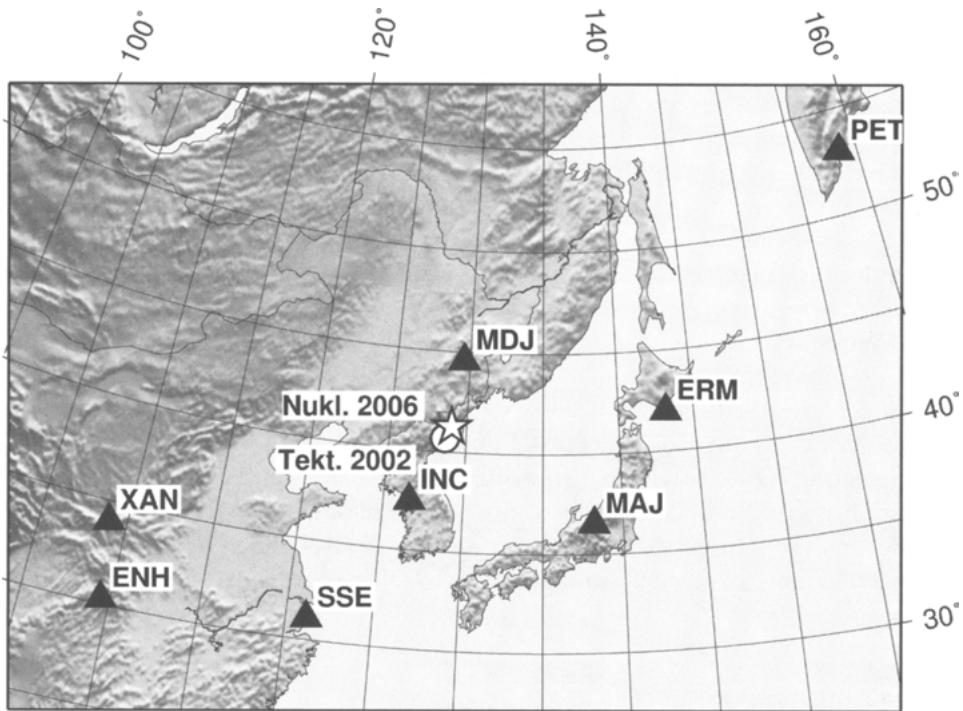 100°
120°
140°
160°
PET
50°
MDJ
Nukl. 2006
ERM
40°
Tekt. 2002
INC
XAN
MAJ
ENH
SSE
30°